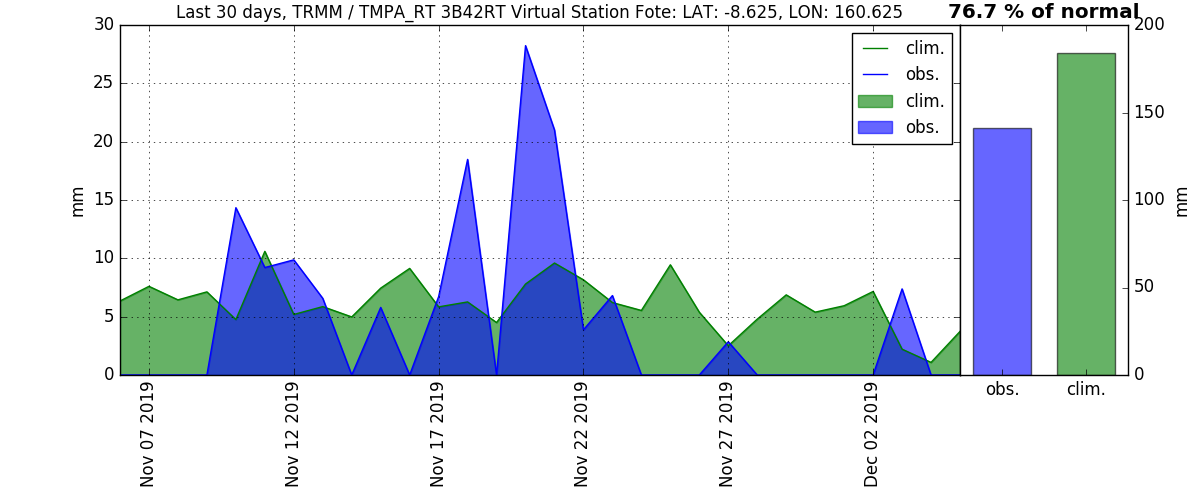 Last 30 days, TRMM / TMPA_RT 3B42RT Virtual Station Fote: LAT: -8.625, LON: 160.625
76.7 % of normal
30
25
20
15
10
5
0
mm
clim.
obs.
clim.
obs.
Nov 07 2019
Nov 12 2019
Nov 17 2019
Nov 22 2019
Nov 27 2019
Dec 02 2019
200
150
100
50
0
mm
obs.
clim.